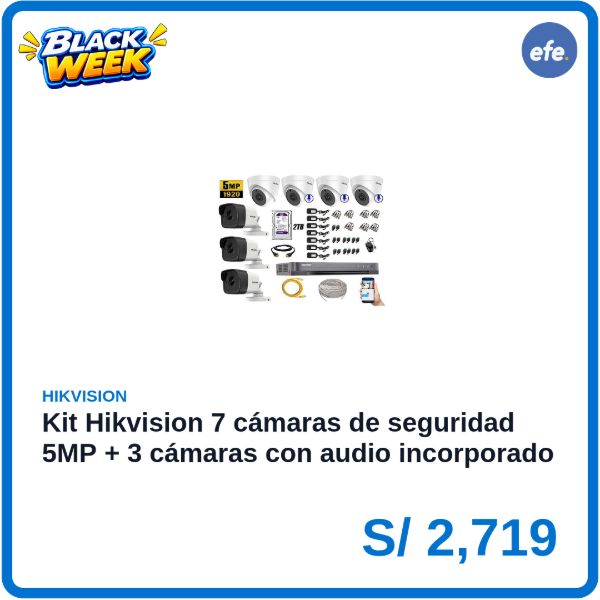 BLACK
WEEK
efe.
5MP
1920
2TB
HIKVISION
Kit Hikvision 7 cámaras de seguridad
5MP + 3 cámaras con audio incorporado
S/ 2,719